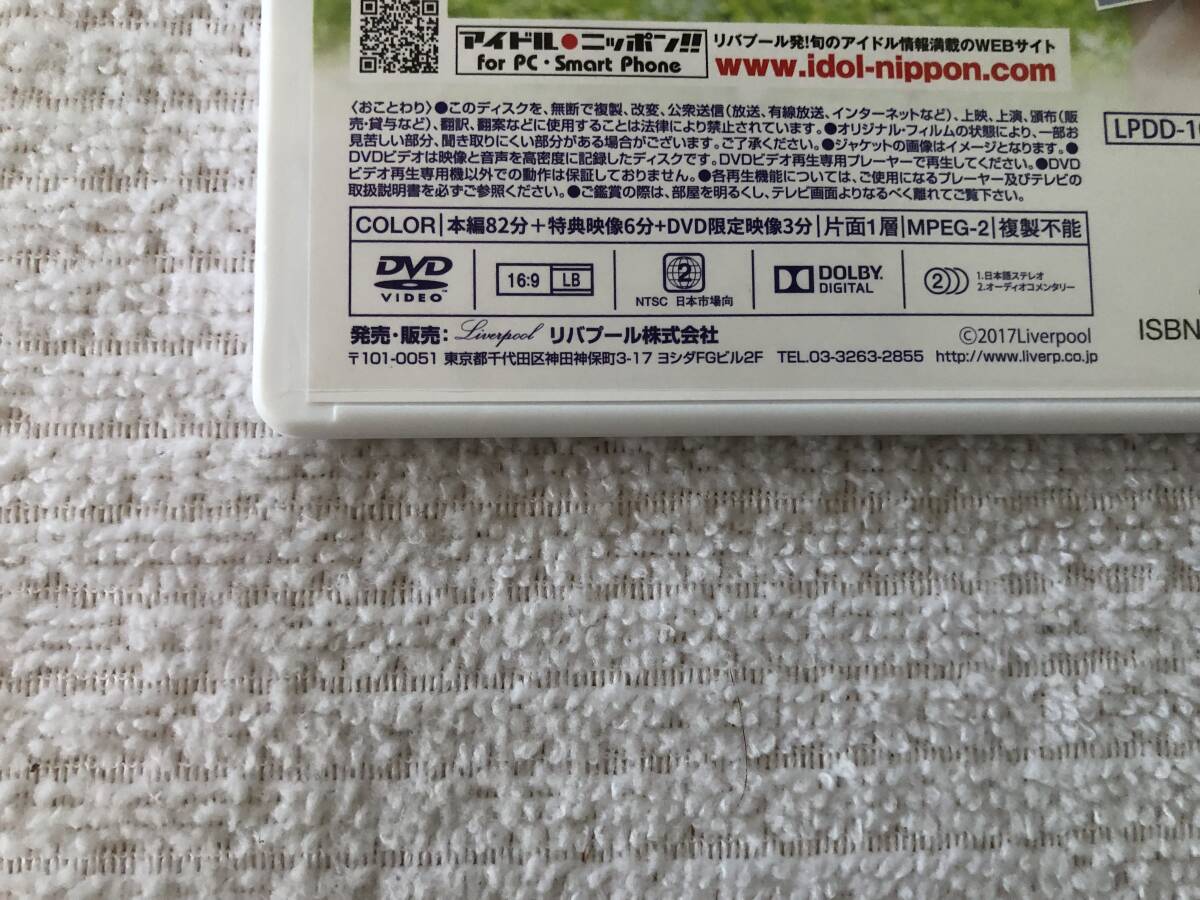 アイドル●ニッポン!!
for PC・Smart Phone
リバプール発!旬のアイドル情報満載のWEBサイト
www.idol-nippon.com
〈おことわり〉●このディスクを、無断で複製、改変、公衆送信(放送、有線放送、インターネットなど)、上映、上演、頒布(販
売・貸与など)、翻訳、翻案などに使用することは法律により禁止されています。●オリジナル・フィルムの状態により、一部お
見苦しい部分、聞き取りにくい部分がある場合がございます。ご了承ください。●ジャケットの画像はイメージとなります。●
DVDビデオは映像と音声を高密度に記録したディスクです。DVDビデオ再生専用プレーヤーで再生してください。●DVD
ビデオ再生専用機以外での動作は保証しておりません。●各再生機能については、ご使用になるプレーヤー及びテレビの
取扱説明書を必ずご参照ください。●ご鑑賞の際は、部屋を明るくし、テレビ画面よりなるべく離れてご覧下さい。
LPDD-1
COLOR 本編82分+特典映像6分+DVD限定映像3分 片面1層 MPEG-2 複製不能
DVD VIDEO
16:9 LB
2
NTSC 日本市場向
DOLBY DIGITAL
2
1.日本語ステレオ
2.オーディオコメンタリー
発売・販売: Liverpool リバプール株式会社
©2017Liverpool
〒101-0051 東京都千代田区神田神保町3-17 ヨシダFGビル2F TEL.03-3263-2855 http://www.liverp.co.jp
ISBN